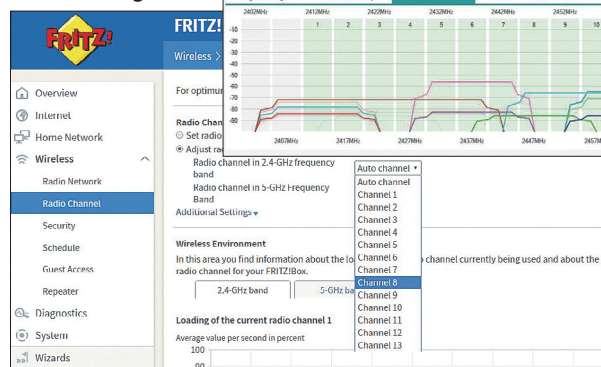 2402MHz 2412MHz 2422MHz 2432MHz 2442MHz 2452MHz
1 2 3 4 5 6 7 8 9 10
-10
-30
-40
-50
-60
-70
-80
-90
2407MHz 2417MHz 2427MHz 2437MHz 2447MHz 2457M
FRITZ!
FRITZ!
Wireless >
Overview
Internet
Home Network
Wireless
Radio Network
Radio Channel
Security
Schedule
Guest Access
Repeater
Diagnostics
System
Wizards
For optimu
Radio Chan
Set radio
Adjust ra
Radio channel in 2.4-GHz frequency
band
Auto channel
Radio channel in 5-GHz Frequency
Band
Additional Settings
Auto channel
Channel 1
Channel 2
Channel 3
Channel 4
Channel 5
Channel 6
Channel 7
Channel 8
Channel 9
Channel 10
Channel 11
Channel 12
Channel 13
Wireless Environment
In this area you find information about the lo
channel currently being used and about the
radio channel for your FRITZ!Box.
2.4-GHz band
5-GHz ba
Loading of the current radio channel 1
Average value per second in percent
100
90